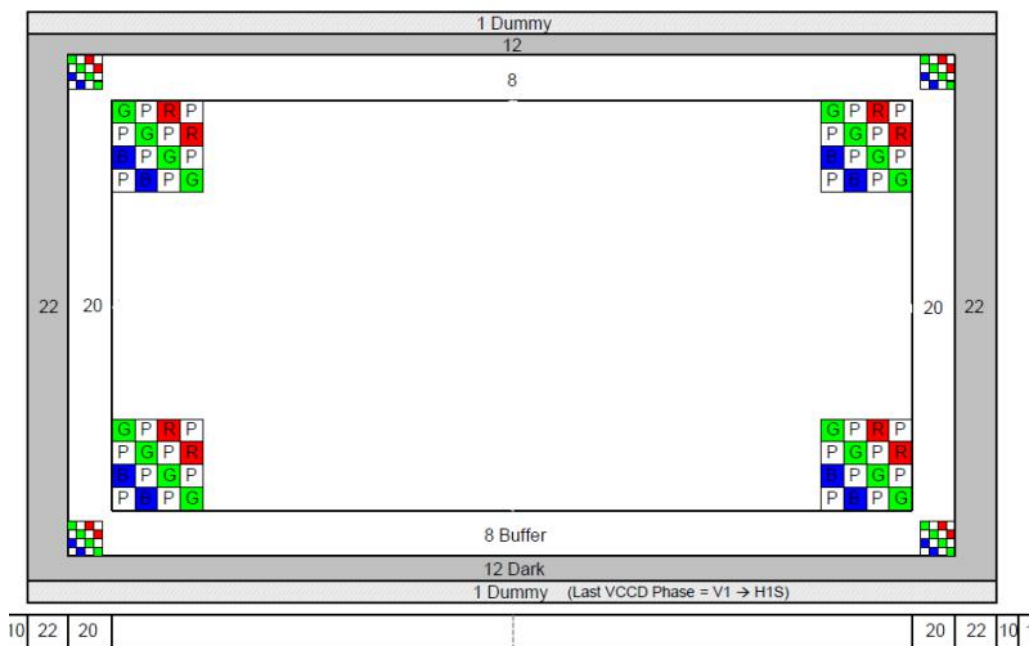 1 Dummy
12
8
G P R P G P R P
P G P R P G P R
B P G P B P G P
P B P G P B P G
22 20 20 22
G P R P G P R P
P G P R P G P R
B P G P B P G P
P B P G P B P G
8 Buffer
12 Dark
1 Dummy (Last VCCD Phase = V1 → H1S)
10 22 20 20 22 10